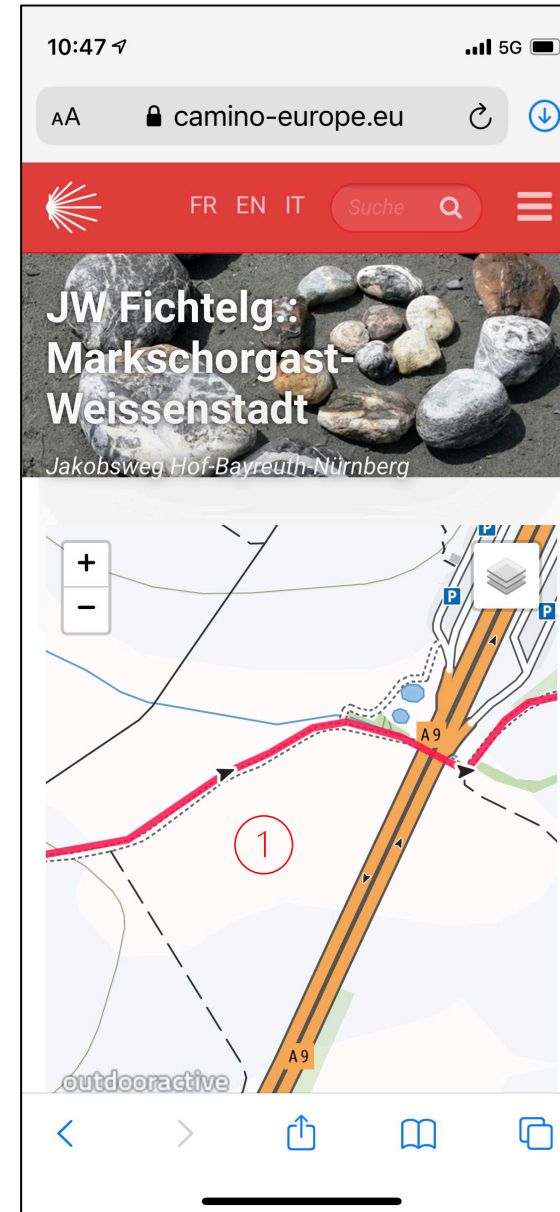 10:47
5G
AA camino-europe.eu
FR EN IT Suche
JW Fichtelg.:
Markschorgast-
Weissenstadt
Jakobsweg Hof-Bayreuth-Nürnberg
+
P
−
P
P
A 9
1
A 9
outdooractive